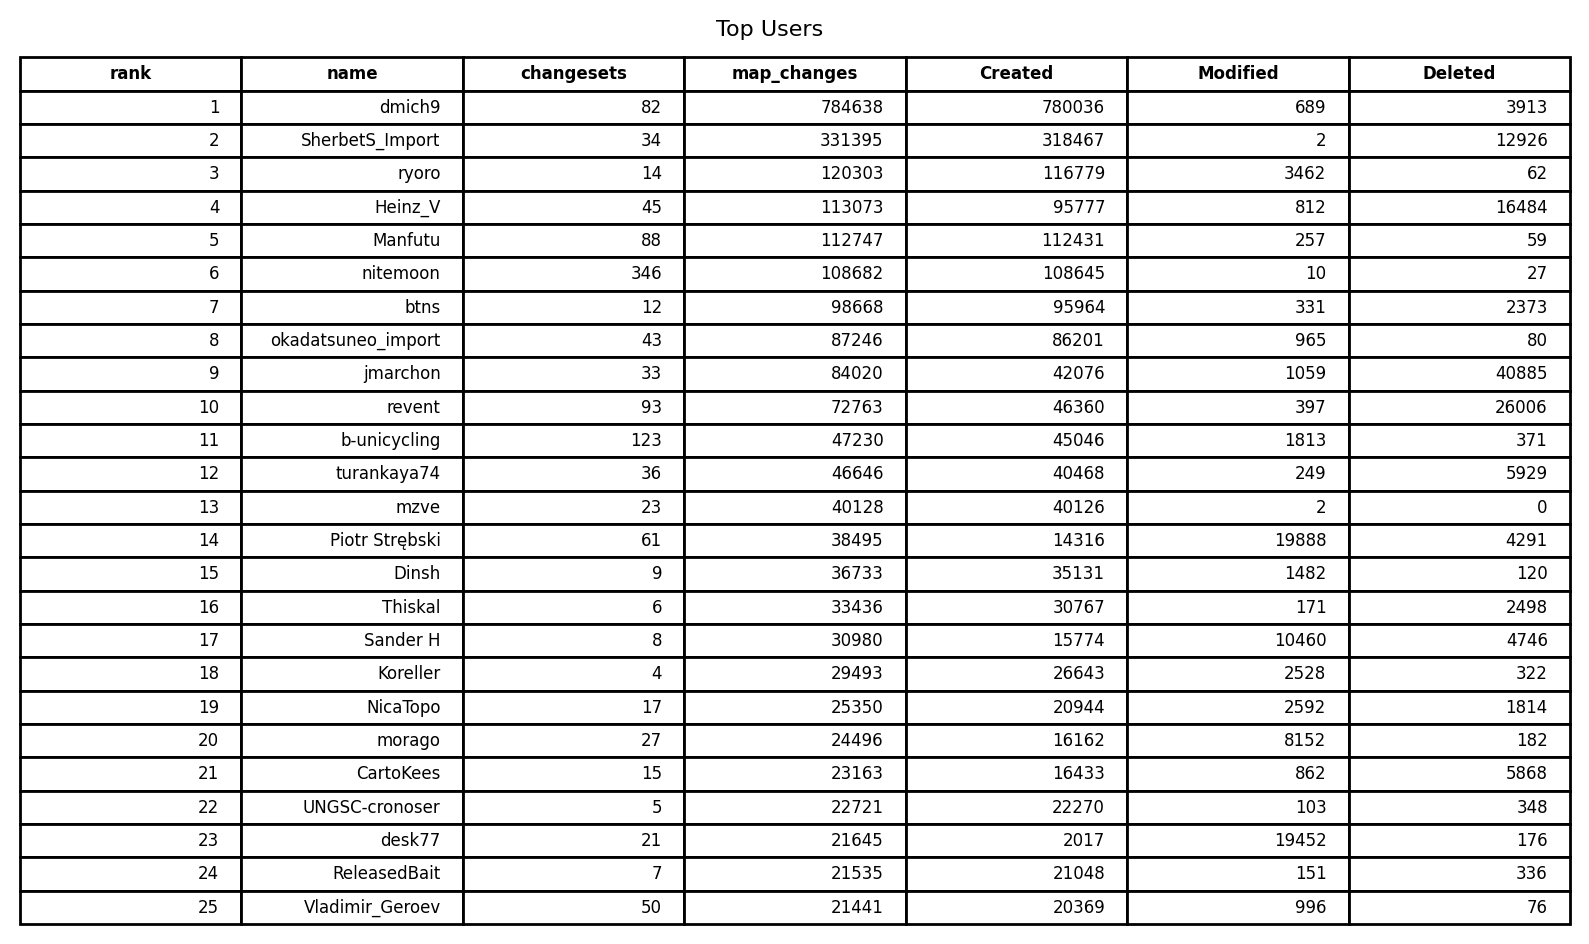 Top Users
rank name changesets map_changes Created Modified Deleted
1 dmich9 82 784638 780036 689 3913
2 SherbetS_Import 34 331395 318467 2 12926
3 ryoro 14 120303 116779 3462 62
4 Heinz_V 45 113073 95777 812 16484
5 Manfutu 88 112747 112431 257 59
6 nitemoon 346 108682 108645 10 27
7 btns 12 98668 95964 331 2373
8 okadatsuneo_import 43 87246 86201 965 80
9 jmarchon 33 84020 42076 1059 40885
10 revent 93 72763 46360 397 26006
11 b-unicycling 123 47230 45046 1813 371
12 turankaya74 36 46646 40468 249 5929
13 mzve 23 40128 40126 2 0
14 Piotr Strębski 61 38495 14316 19888 4291
15 Dinsh 9 36733 35131 1482 120
16 Thiskal 6 33436 30767 171 2498
17 Sander H 8 30980 15774 10460 4746
18 Koreller 4 29493 26643 2528 322
19 NicaTopo 17 25350 20944 2592 1814
20 morago 27 24496 16162 8152 182
21 CartoKees 15 23163 16433 862 5868
22 UNGSC-cronoser 5 22721 22270 103 348
23 desk77 21 21645 2017 19452 176
24 ReleasedBait 7 21535 21048 151 336
25 Vladimir_Geroev 50 21441 20369 996 76